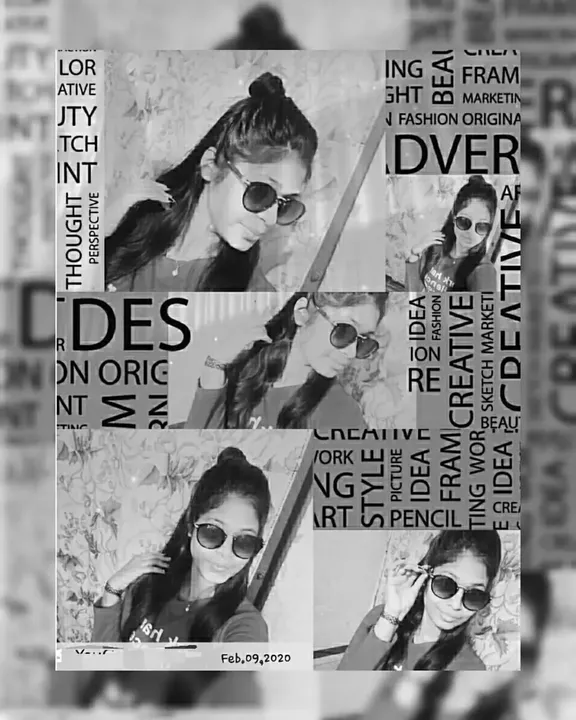 LOR
ATIVE
UTY
TCH
INT
THOUGHT
PERSPECTIVE
ING
GHT
BEAU
CREA
FRAM
MARKETIN
FASHION ORIGINA
ADVER
CREATIVE
DES
ON ORIG
NT
IDEA
FASHION
ION
RE
CREATIVE
SKETCH MARKETI
BEAUT
CREATIVE
WORK
NG
ART
STYLE
PICTURE
IDEA
FRAM
PENCIL
TING WOR
IDEA
CREA
Feb,09,2020